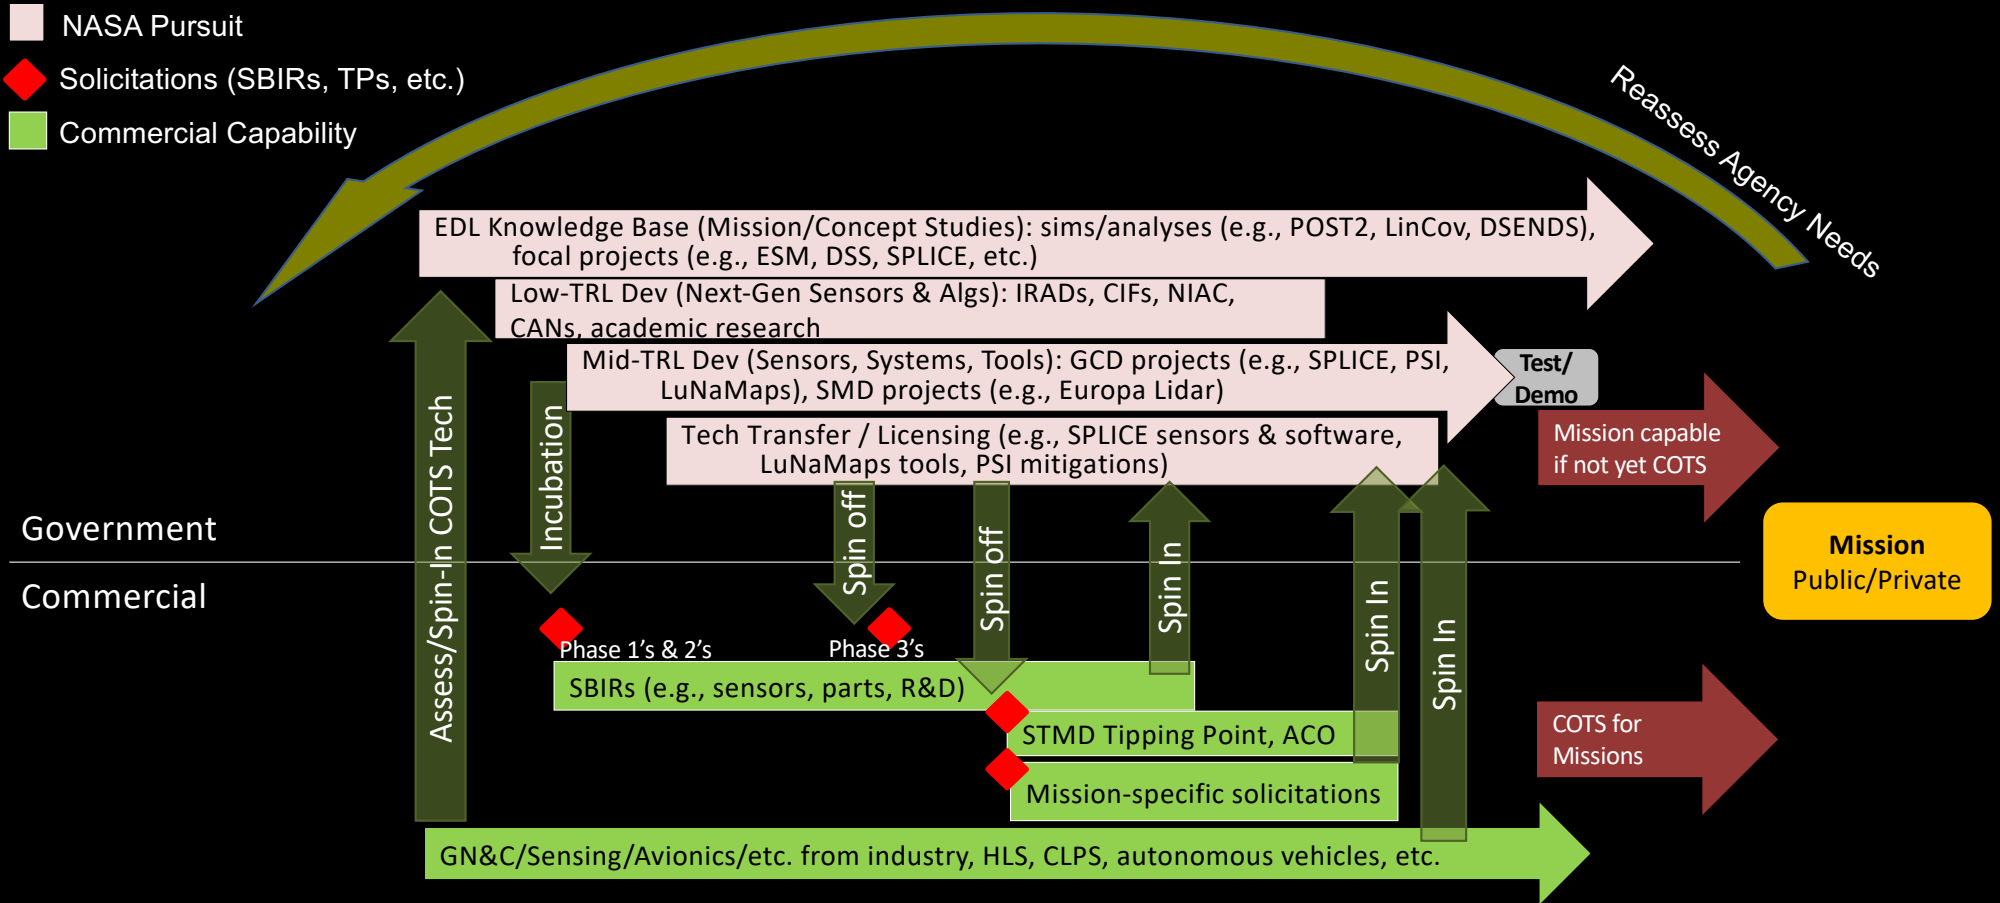 NASA Pursuit
Solicitations (SBIRs, TPs, etc.)
Commercial Capability
Reassess Agency Needs
EDL Knowledge Base (Mission/Concept Studies): sims/analyses (e.g., POST2, LinCov, DSENDS),
focal projects (e.g., ESM, DSS, SPLICE, etc.)
Low-TRL Dev (Next-Gen Sensors & Algs): IRADs, CIFs, NIAC,
CANs, academic research
Mid-TRL Dev (Sensors, Systems, Tools): GCD projects (e.g., SPLICE, PSI,
LuNaMaps), SMD projects (e.g., Europa Lidar)
Test/
Demo
Tech Transfer / Licensing (e.g., SPLICE sensors & software,
LuNaMaps tools, PSI mitigations)
Mission capable
if not yet COTS
Assess/Spin-In COTS Tech
Incubation
Spin off
Spin off
Spin In
Spin In
Spin In
Government
Commercial
Mission
Public/Private
Phase 1's & 2's
Phase 3's
SBIRs (e.g., sensors, parts, R&D)
STMD Tipping Point, ACO
Mission-specific solicitations
COTS for
Missions
GN&C/Sensing/Avionics/etc. from industry, HLS, CLPS, autonomous vehicles, etc.